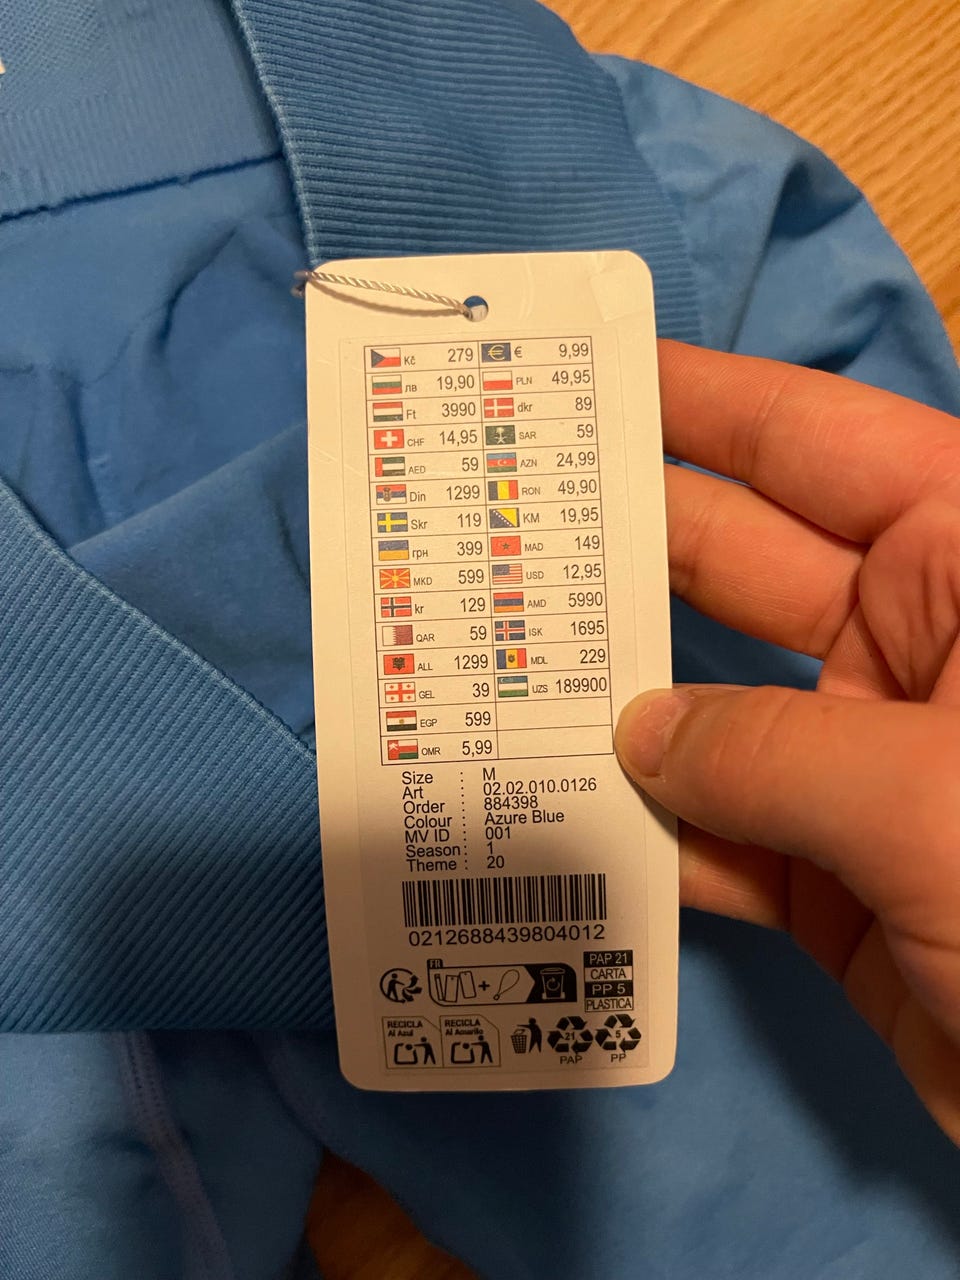 Kč 279 € 9,99
лв 19,90 PLN 49,95
Ft 3990 dkr 89
CHF 14,95 SAR 59
AED 59 AZN 24,99
Din 1299 RON 49,90
Skr 119 KM 19,95
грн 399 MAD 149
MKD 599 USD 12,95
kr 129 AMD 5990
QAR 59 ISK 1695
ALL 1299 MDL 229
GEL 39 UZS 189900
EGP 599
OMR 5,99
Size : M
Art : 02.02.010.0126
Order : 884398
Colour : Azure Blue
MV ID : 001
Season : 1
Theme : 20
0212688439804012
FR
+
PAP 21
CARTA
PP 5
PLASTICA
RECICLA
Al Azul
RECICLA
Al Amarillo
21
PAP
5
PP